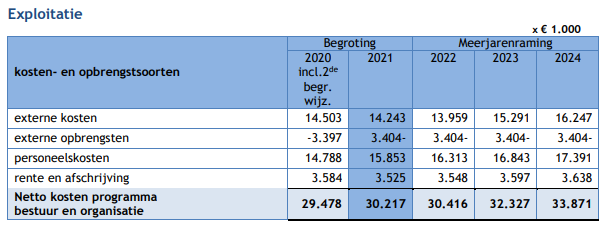 Exploitatie
x € 1.000
Begroting Meerjarenraming
kosten- en opbrengstsoorten 2020 incl.2de begr. wijz. 2021 2022 2023 2024
externe kosten 14.503 14.243 13.959 15.291 16.247
externe opbrengsten -3.397 3.404- 3.404- 3.404- 3.404-
personeelskosten 14.788 15.853 16.313 16.843 17.391
rente en afschrijving 3.584 3.525 3.548 3.597 3.638
Netto kosten programma
bestuur en organisatie 29.478 30.217 30.416 32.327 33.871